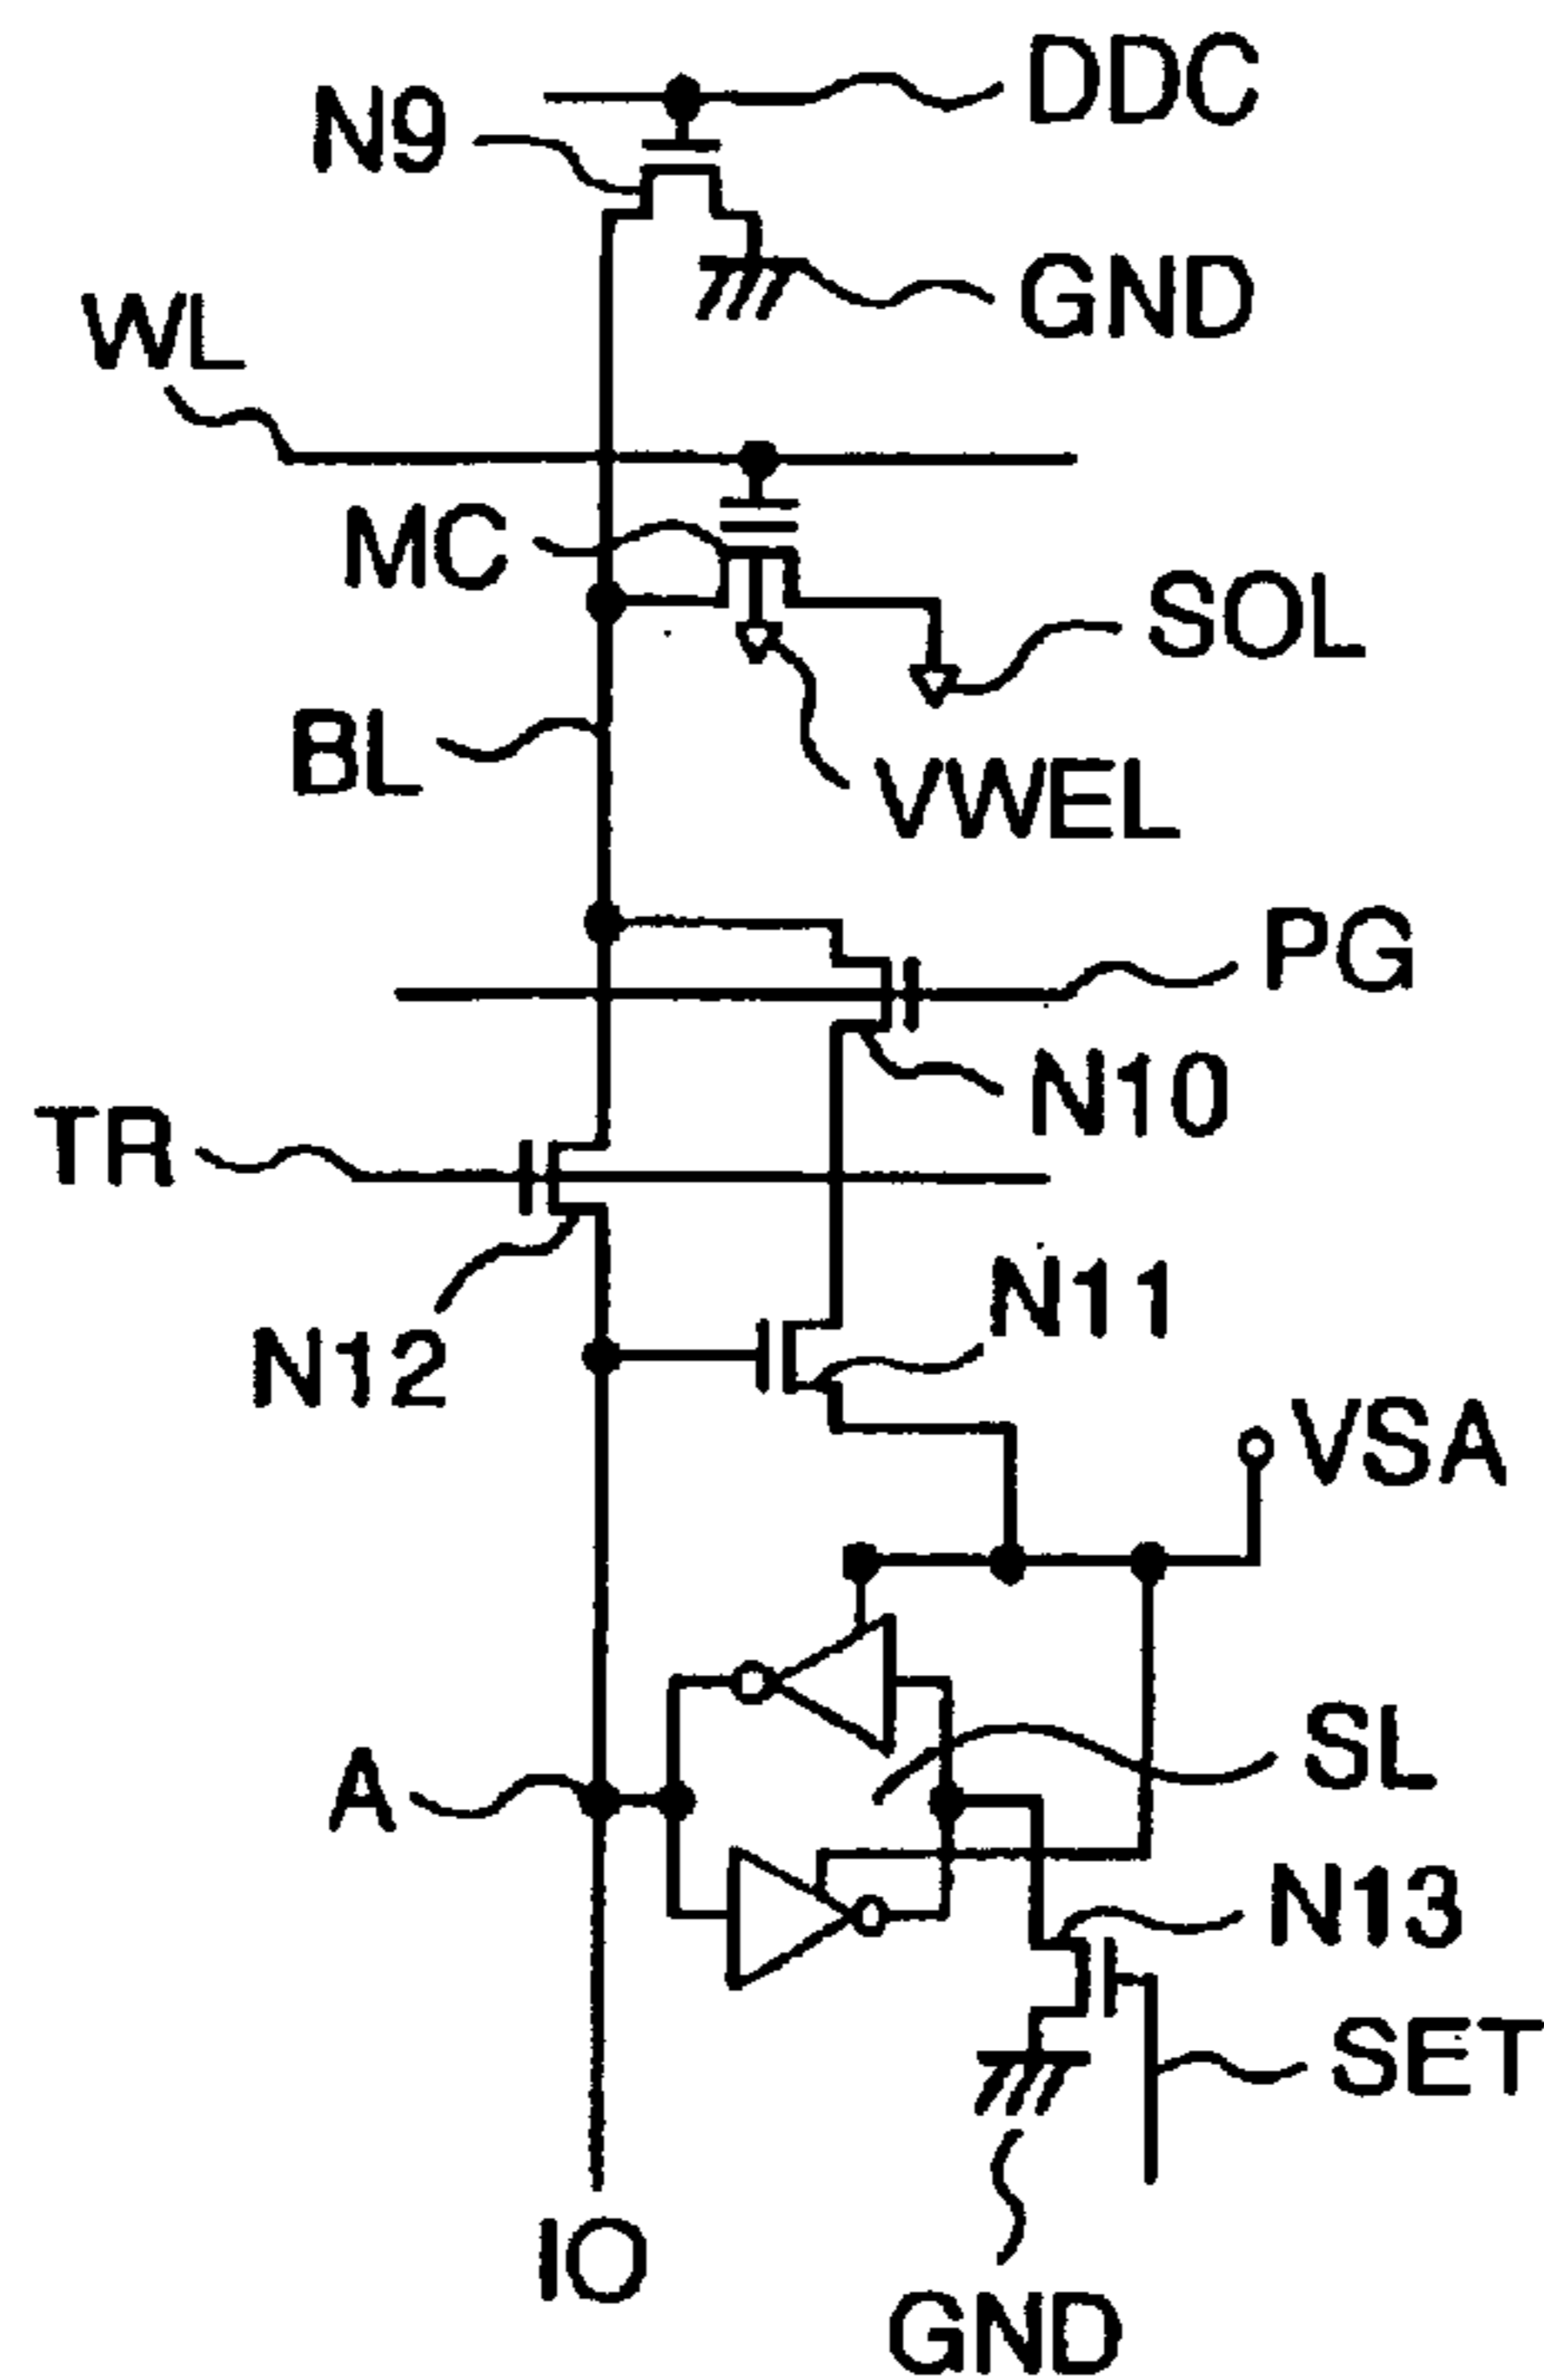 DDC
N9
GND
WL
MC
SOL
BL
VWEL
PG
N10
TR
N11
N12
VSA
SL
A
N13
SET
IO
GND